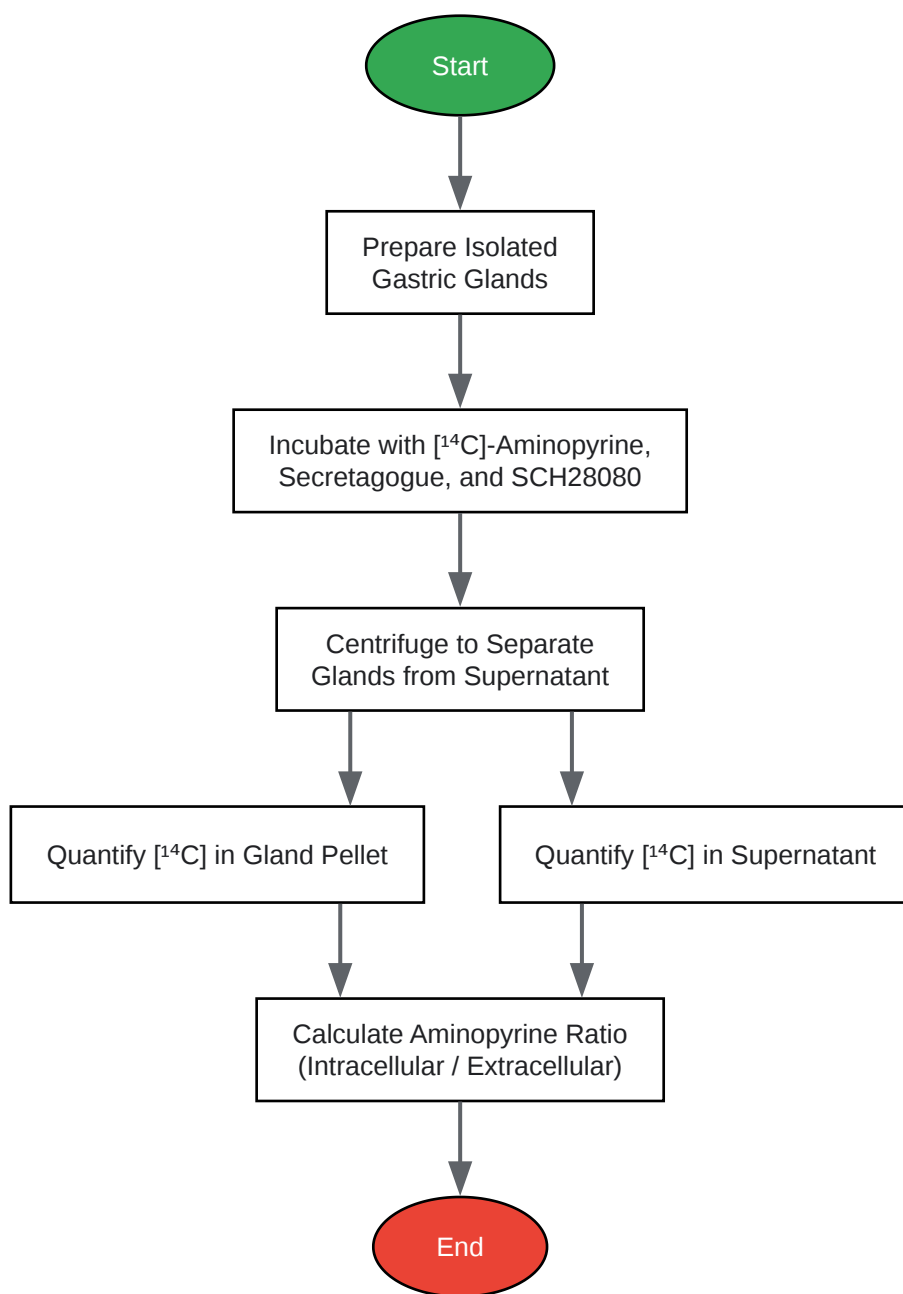 Start
Prepare Isolated
Gastric Glands
Incubate with [¹⁴C]-Aminopyrine,
Secretagogue, and SCH28080
Centrifuge to Separate
Glands from Supernatant
Quantify [¹⁴C] in Gland Pellet
Quantify [¹⁴C] in Supernatant
Calculate Aminopyrine Ratio
(Intracellular / Extracellular)
End